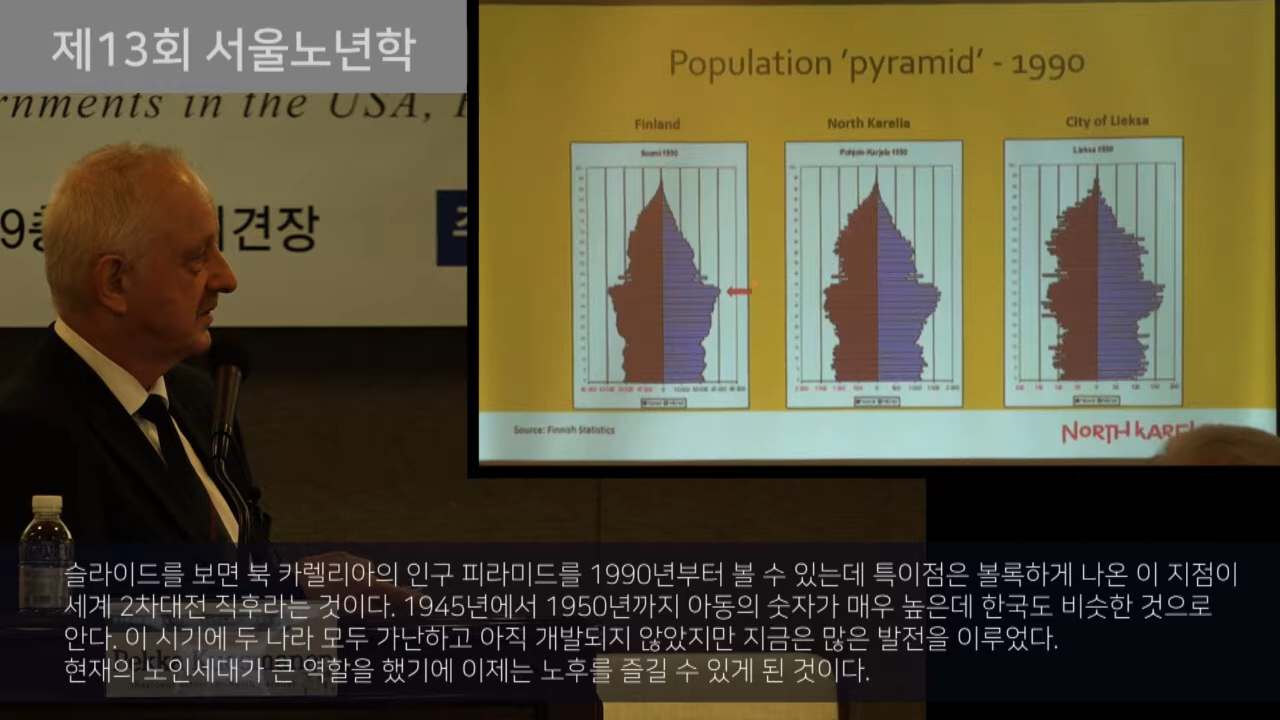 제13회 서울노년학
rnments in the USA,
9층
견장
Population 'pyramid' - 1990
Finland
North Karelia
City of Lieksa
Suomi 1990
Pohjois-Karjala 1990
Lieksa 1990
Source: Finnish Statistics
NORTH KAREL
슬라이드를 보면 북 카렐리아의 인구 피라미드를 1990년부터 볼 수 있는데 특이점은 볼록하게 나온 이 지점이
세계 2차대전 직후라는 것이다. 1945년에서 1950년까지 아동의 숫자가 매우 높은데 한국도 비슷한 것으로
안다. 이 시기에 두 나라 모두 가난하고 아직 개발되지 않았지만 지금은 많은 발전을 이루었다.
현재의 노인세대가 큰 역할을 했기에 이제는 노후를 즐길 수 있게 된 것이다.